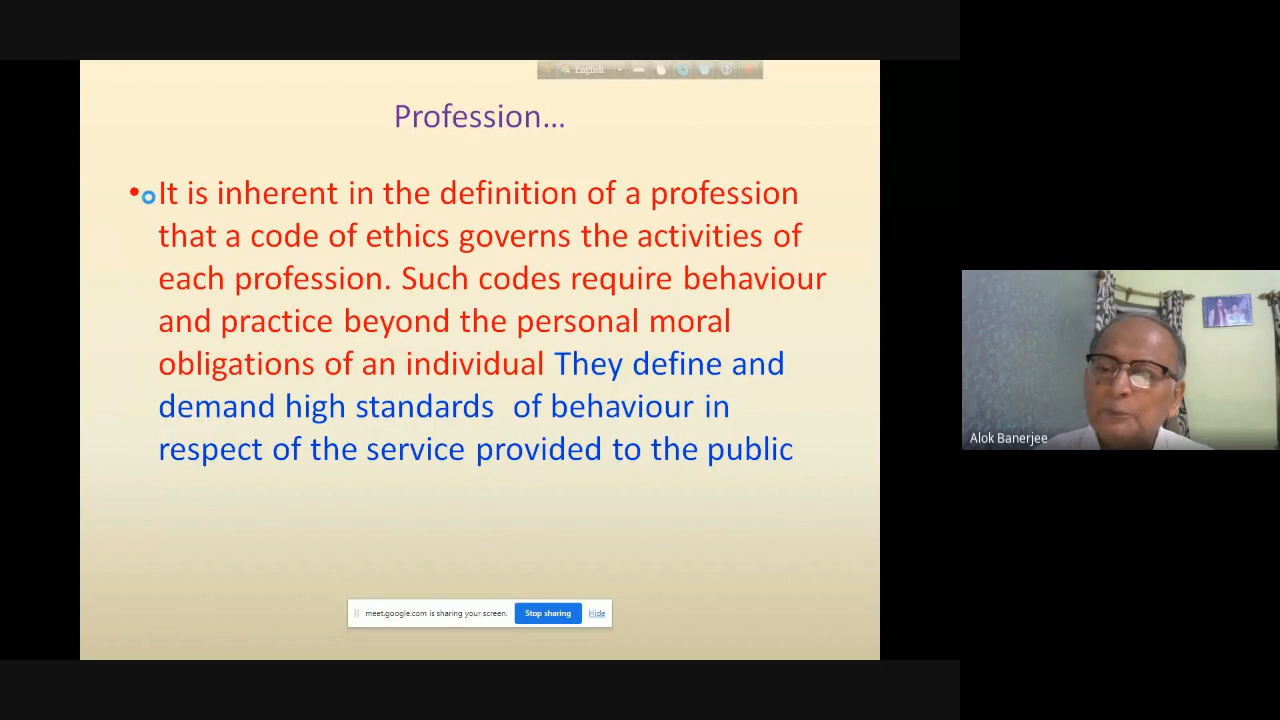 English
Profession...
• It is inherent in the definition of a profession
that a code of ethics governs the activities of
each profession. Such codes require behaviour
and practice beyond the personal moral
obligations of an individual They define and
demand high standards  of behaviour in
respect of the service provided to the public
meet.google.com is sharing your screen. Stop sharing Hide
Alok Banerjee